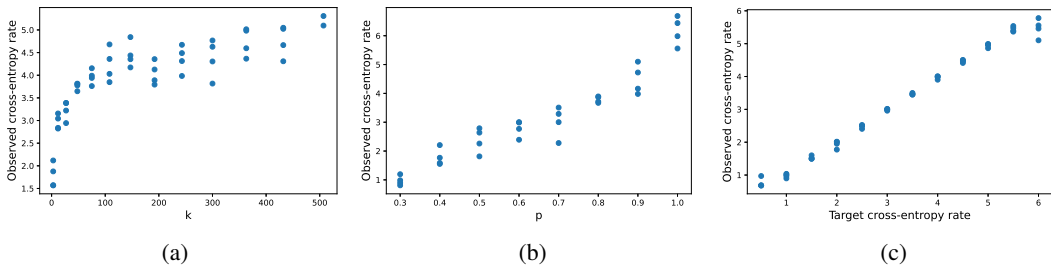 Observed cross-entropy rate
5.0
4.5
4.0
3.5
3.0
2.5
2.0
1.5
0 100 200 300 400 500
k
(a)
Observed cross-entropy rate
6
5
4
3
2
1
0.3 0.4 0.5 0.6 0.7 0.8 0.9 1.0
p
(b)
Observed cross-entropy rate
6
5
4
3
2
1
1 2 3 4 5 6
Target cross-entropy rate
(c)